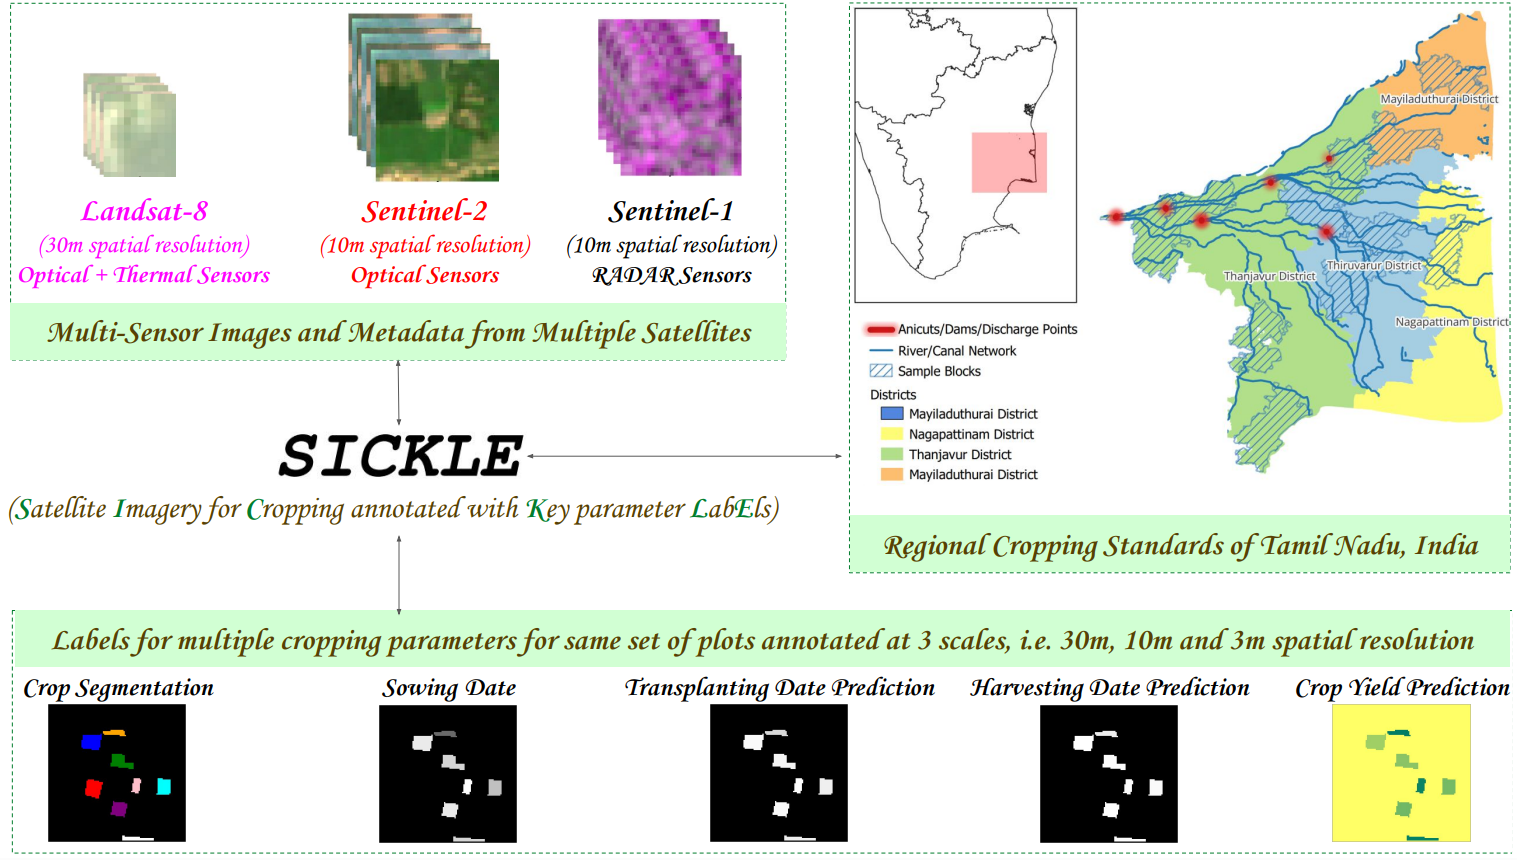 Landsat-8
(30m spatial resolution)
Optical + Thermal Sensors
Sentinel-2
(10m spatial resolution)
Optical Sensors
Sentinel-1
(10m spatial resolution)
RADAR Sensors
Multi-Sensor Images and Metadata from Multiple Satellites
SICKLE
(Satellite Imagery for Cropping annotated with Key parameter LabEls)
Mayiladuthurai District
Thanjavur District
Thiruvarur District
Nagapattinam District
Anicuts/Dams/Discharge Points
River/Canal Network
Sample Blocks
Districts
Mayiladuthurai District
Nagapattinam District
Thanjavur District
Mayiladuthurai District
Regional Cropping Standards of Tamil Nadu, India
Labels for multiple cropping parameters for same set of plots annotated at 3 scales, i.e. 30m, 10m and 3m spatial resolution
Crop Segmentation
Sowing Date
Transplanting Date Prediction
Harvesting Date Prediction
Crop Yield Prediction